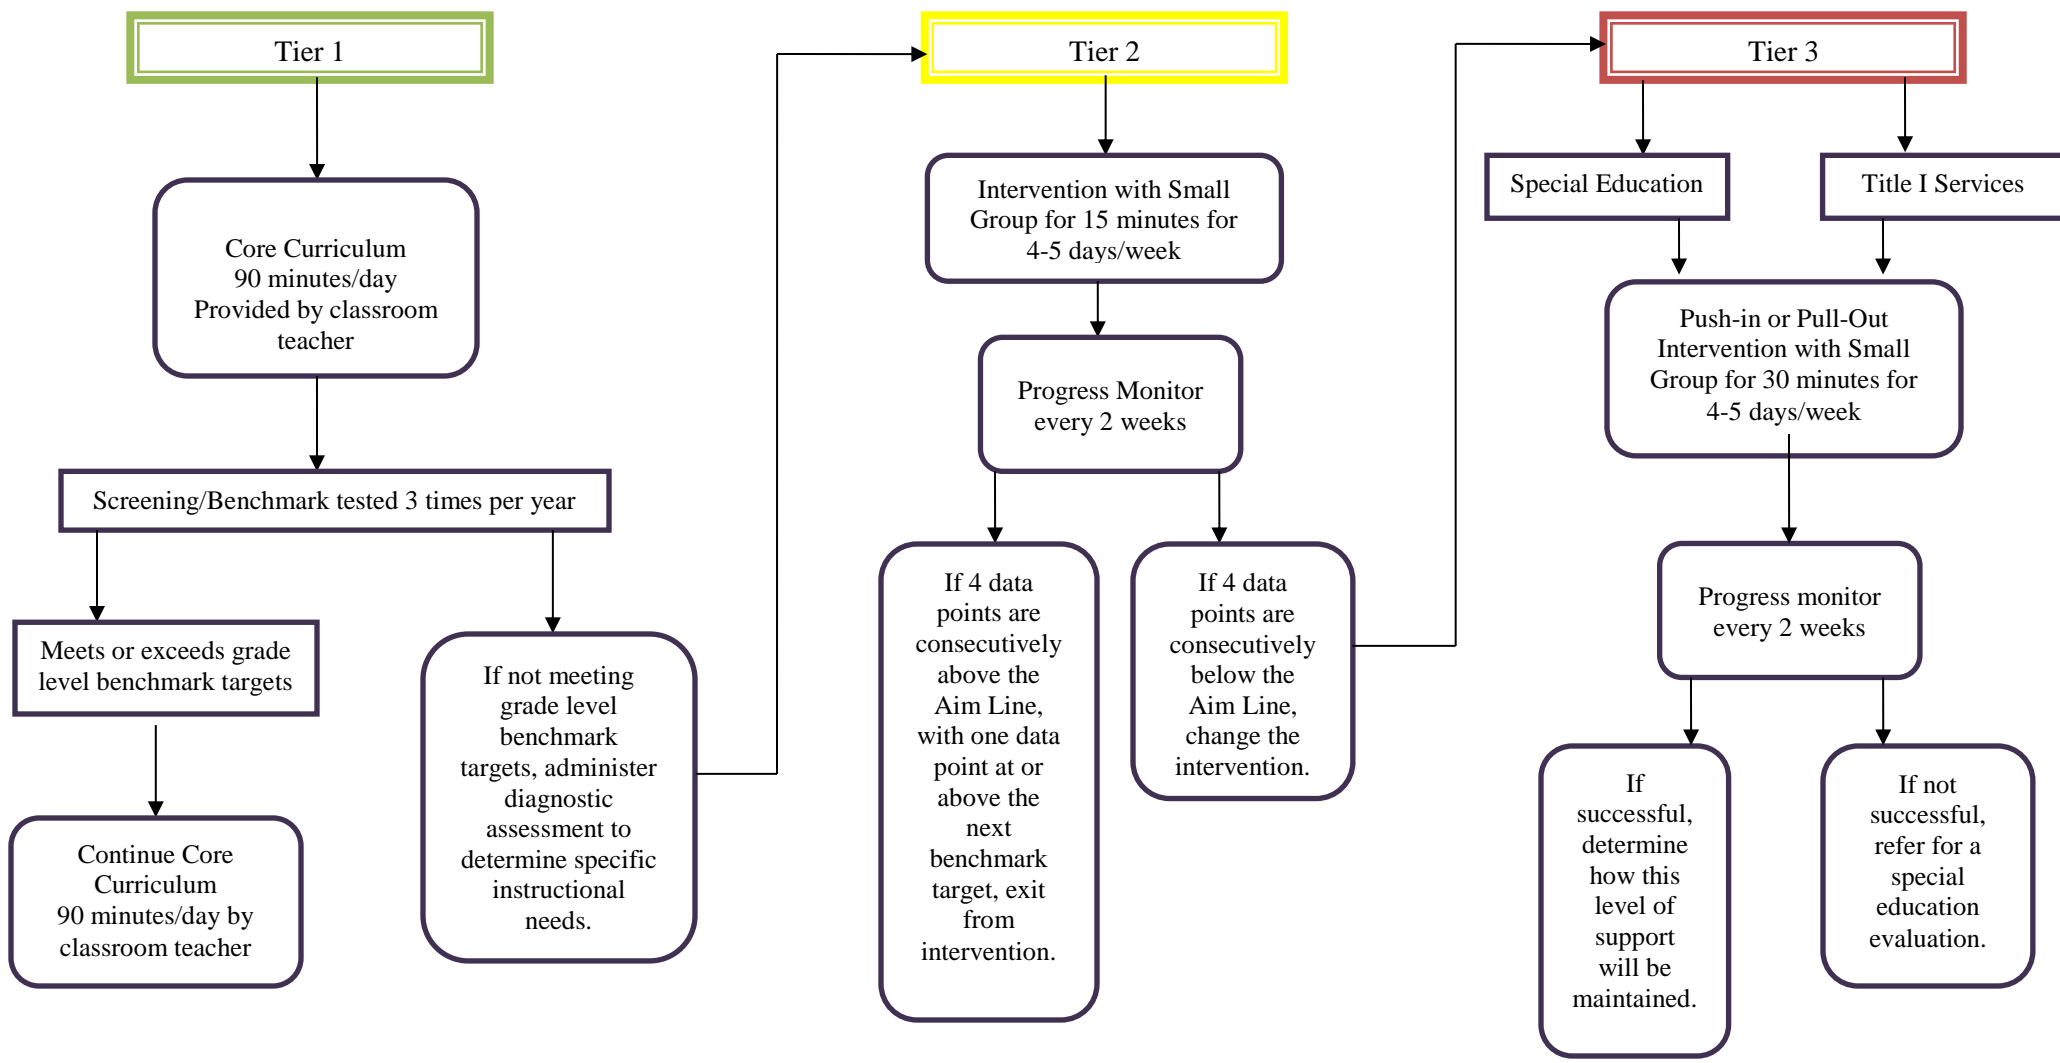 Tier 1
Core Curriculum
90 minutes/day
Provided by classroom
teacher
Screening/Benchmark tested 3 times per year
Meets or exceeds grade
level benchmark targets
Continue Core
Curriculum
90 minutes/day by
classroom teacher
If not meeting
grade level
benchmark
targets, administer
diagnostic
assessment to
determine specific
instructional
needs.
Tier 2
Intervention with Small
Group for 15 minutes for
4-5 days/week
Progress Monitor
every 2 weeks
If 4 data
points are
consecutively
above the
Aim Line,
with one data
point at or
above the
next
benchmark
target, exit
from
intervention.
If 4 data
points are
consecutively
below the
Aim Line,
change the
intervention.
Tier 3
Special Education
Title I Services
Push-in or Pull-Out
Intervention with Small
Group for 30 minutes for
4-5 days/week
Progress monitor
every 2 weeks
If
successful,
determine
how this
level of
support
will be
maintained.
If not
successful,
refer for a
special
education
evaluation.